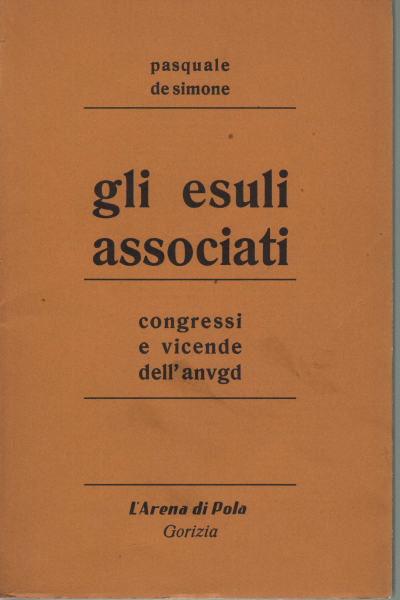 pasquale
de simone
gli esuli
associati
congressi
e vicende
dell'anvgd
L'Arena di Pola
Gorizia